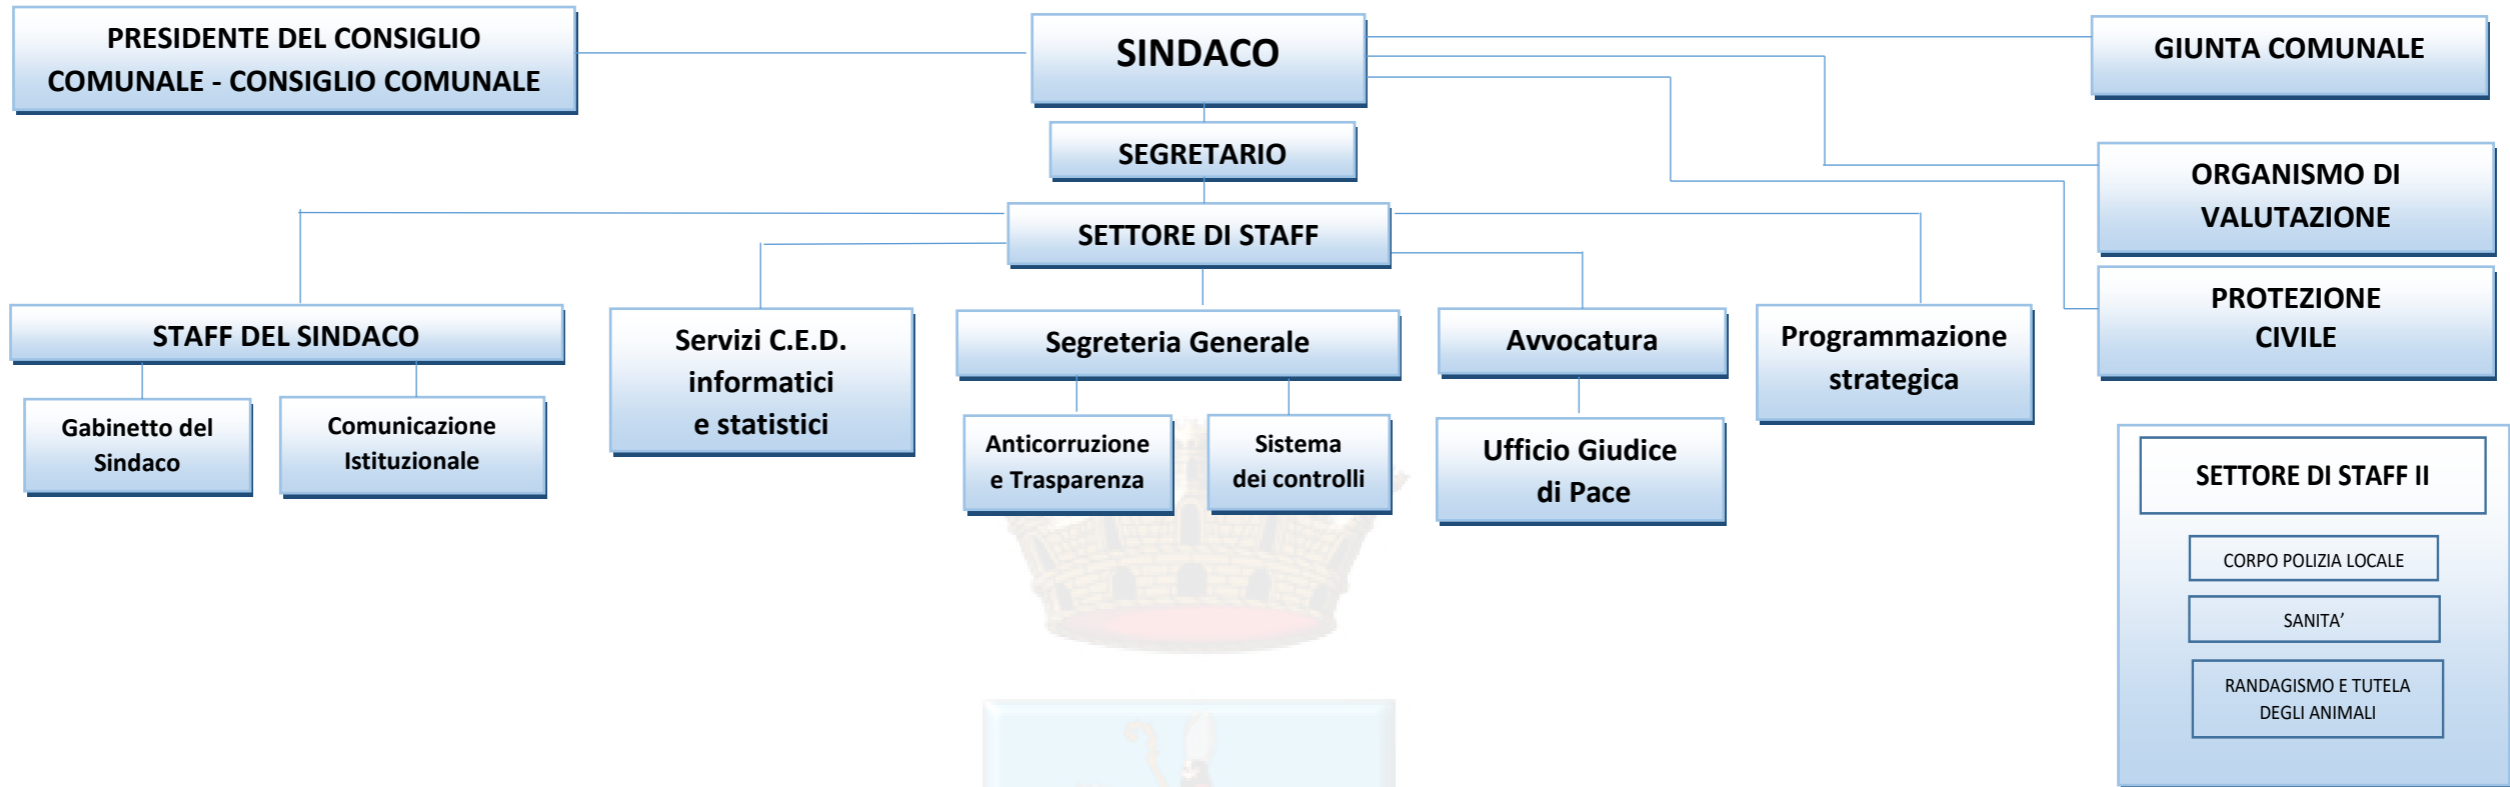 PRESIDENTE DEL CONSIGLIO
COMUNALE - CONSIGLIO COMUNALE
SINDACO
GIUNTA COMUNALE
SEGRETARIO
ORGANISMO DI
VALUTAZIONE
SETTORE DI STAFF
PROTEZIONE
CIVILE
STAFF DEL SINDACO
Servizi C.E.D.
informatici
e statistici
Segreteria Generale
Avvocatura
Programmazione
strategica
Gabinetto del
Sindaco
Comunicazione
Istituzionale
Anticorruzione
e Trasparenza
Sistema
dei controlli
Ufficio Giudice
di Pace
SETTORE DI STAFF II
CORPO POLIZIA LOCALE
SANITA’
RANDAGISMO E TUTELA
DEGLI ANIMALI